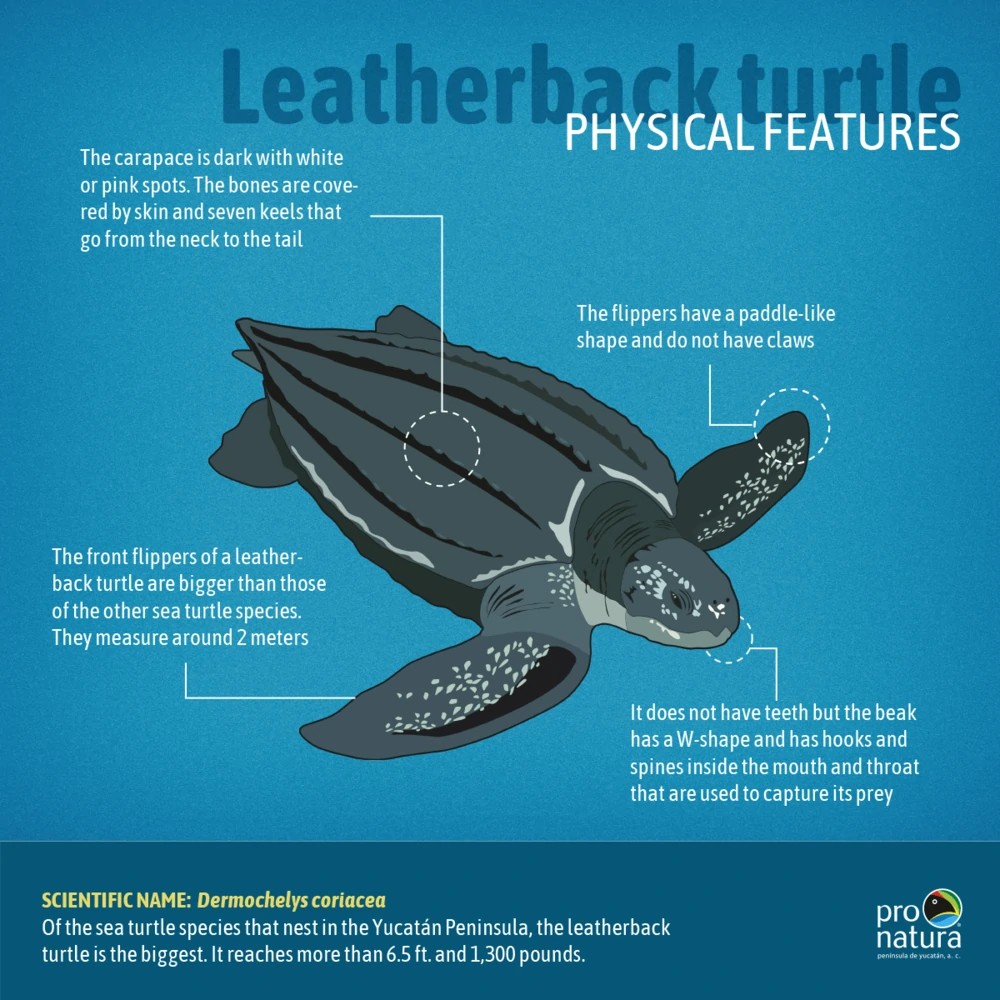 Leatherback turtle
PHYSICAL FEATURES
The carapace is dark with white
or pink spots. The bones are cove-
red by skin and seven keels that
go from the neck to the tail
The flippers have a paddle-like
shape and do not have claws
The front flippers of a leather-
back turtle are bigger than those
of the other sea turtle species.
They measure around 2 meters
It does not have teeth but the beak
has a W-shape and has hooks and
spines inside the mouth and throat
that are used to capture its prey
SCIENTIFIC NAME: Dermochelys coriacea
Of the sea turtle species that nest in the Yucatán Peninsula, the leatherback
turtle is the biggest. It reaches more than 6.5 ft. and 1,300 pounds.
pro
natura
península de yucatán, a. c.